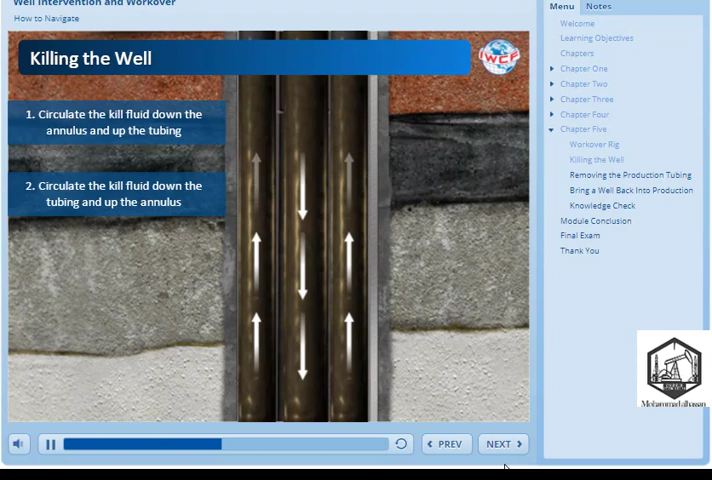 Well Intervention and Workover
How to Navigate
Killing the Well
IWCF
1. Circulate the kill fluid down the
annulus and up the tubing
2. Circulate the kill fluid down the
tubing and up the annulus
PREV
NEXT
Menu
Notes
Welcome
Learning Objectives
Chapters
Chapter One
Chapter Two
Chapter Three
Chapter Four
Chapter Five
Workover Rig
Killing the Well
Removing the Production Tubing
Bring a Well Back Into Production
Knowledge Check
Module Conclusion
Final Exam
Thank You
Mohammad alhassan